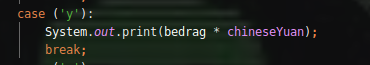 case ('y'):
System.out.print(bedrag * chineseYuan);
break;